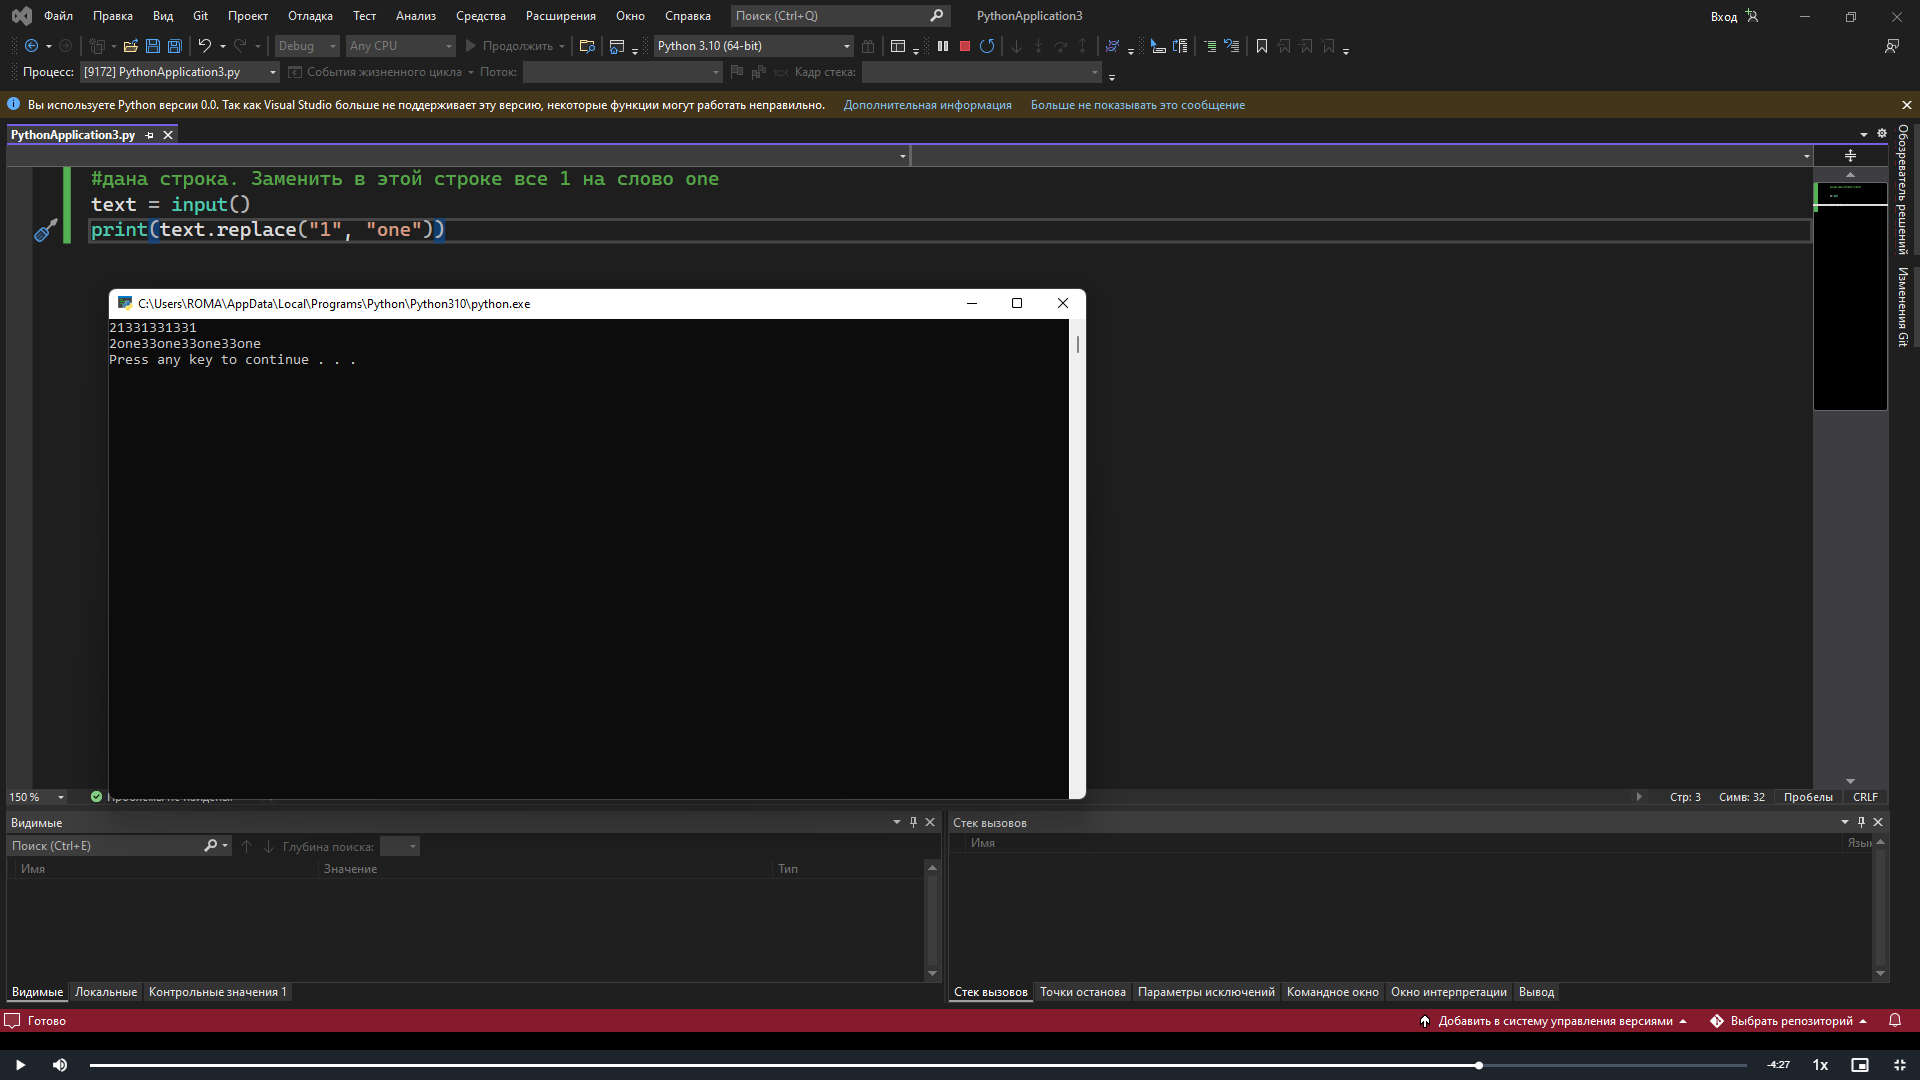 Файл Правка Вид Git Проект Отладка Тест Анализ Средства Расширения Окно Справка Поиск (Ctrl+Q) PythonApplication3 Вход
Debug Any CPU Продолжить Python 3.10 (64-bit)
Процесс: [9172] PythonApplication3.py События жизненного цикла Поток: Кадр стека:
Вы используете Python версии 0.0. Так как Visual Studio больше не поддерживает эту версию, некоторые функции могут работать неправильно. Дополнительная информация Больше не показывать это сообщение
PythonApplication3.py
#дана строка. Заменить в этой строке все 1 на слово one
text = input()
print(text.replace("1", "one"))
C:\Users\ROMA\AppData\Local\Programs\Python\Python310\python.exe
21331331331
2one33one33one33one
Press any key to continue . . .
Обозреватель решений
Изменения Git
150 % Стр: 3 Симв: 32 Пробелы CRLF
Видимые
Поиск (Ctrl+E) Глубина поиска:
Имя Значение Тип
Видимые Локальные Контрольные значения 1
Стек вызовов
Имя Язык
Стек вызовов Точки останова Параметры исключений Командное окно Окно интерпретации Вывод
Готово Добавить в систему управления версиями Выбрать репозиторий
-4:27 1x